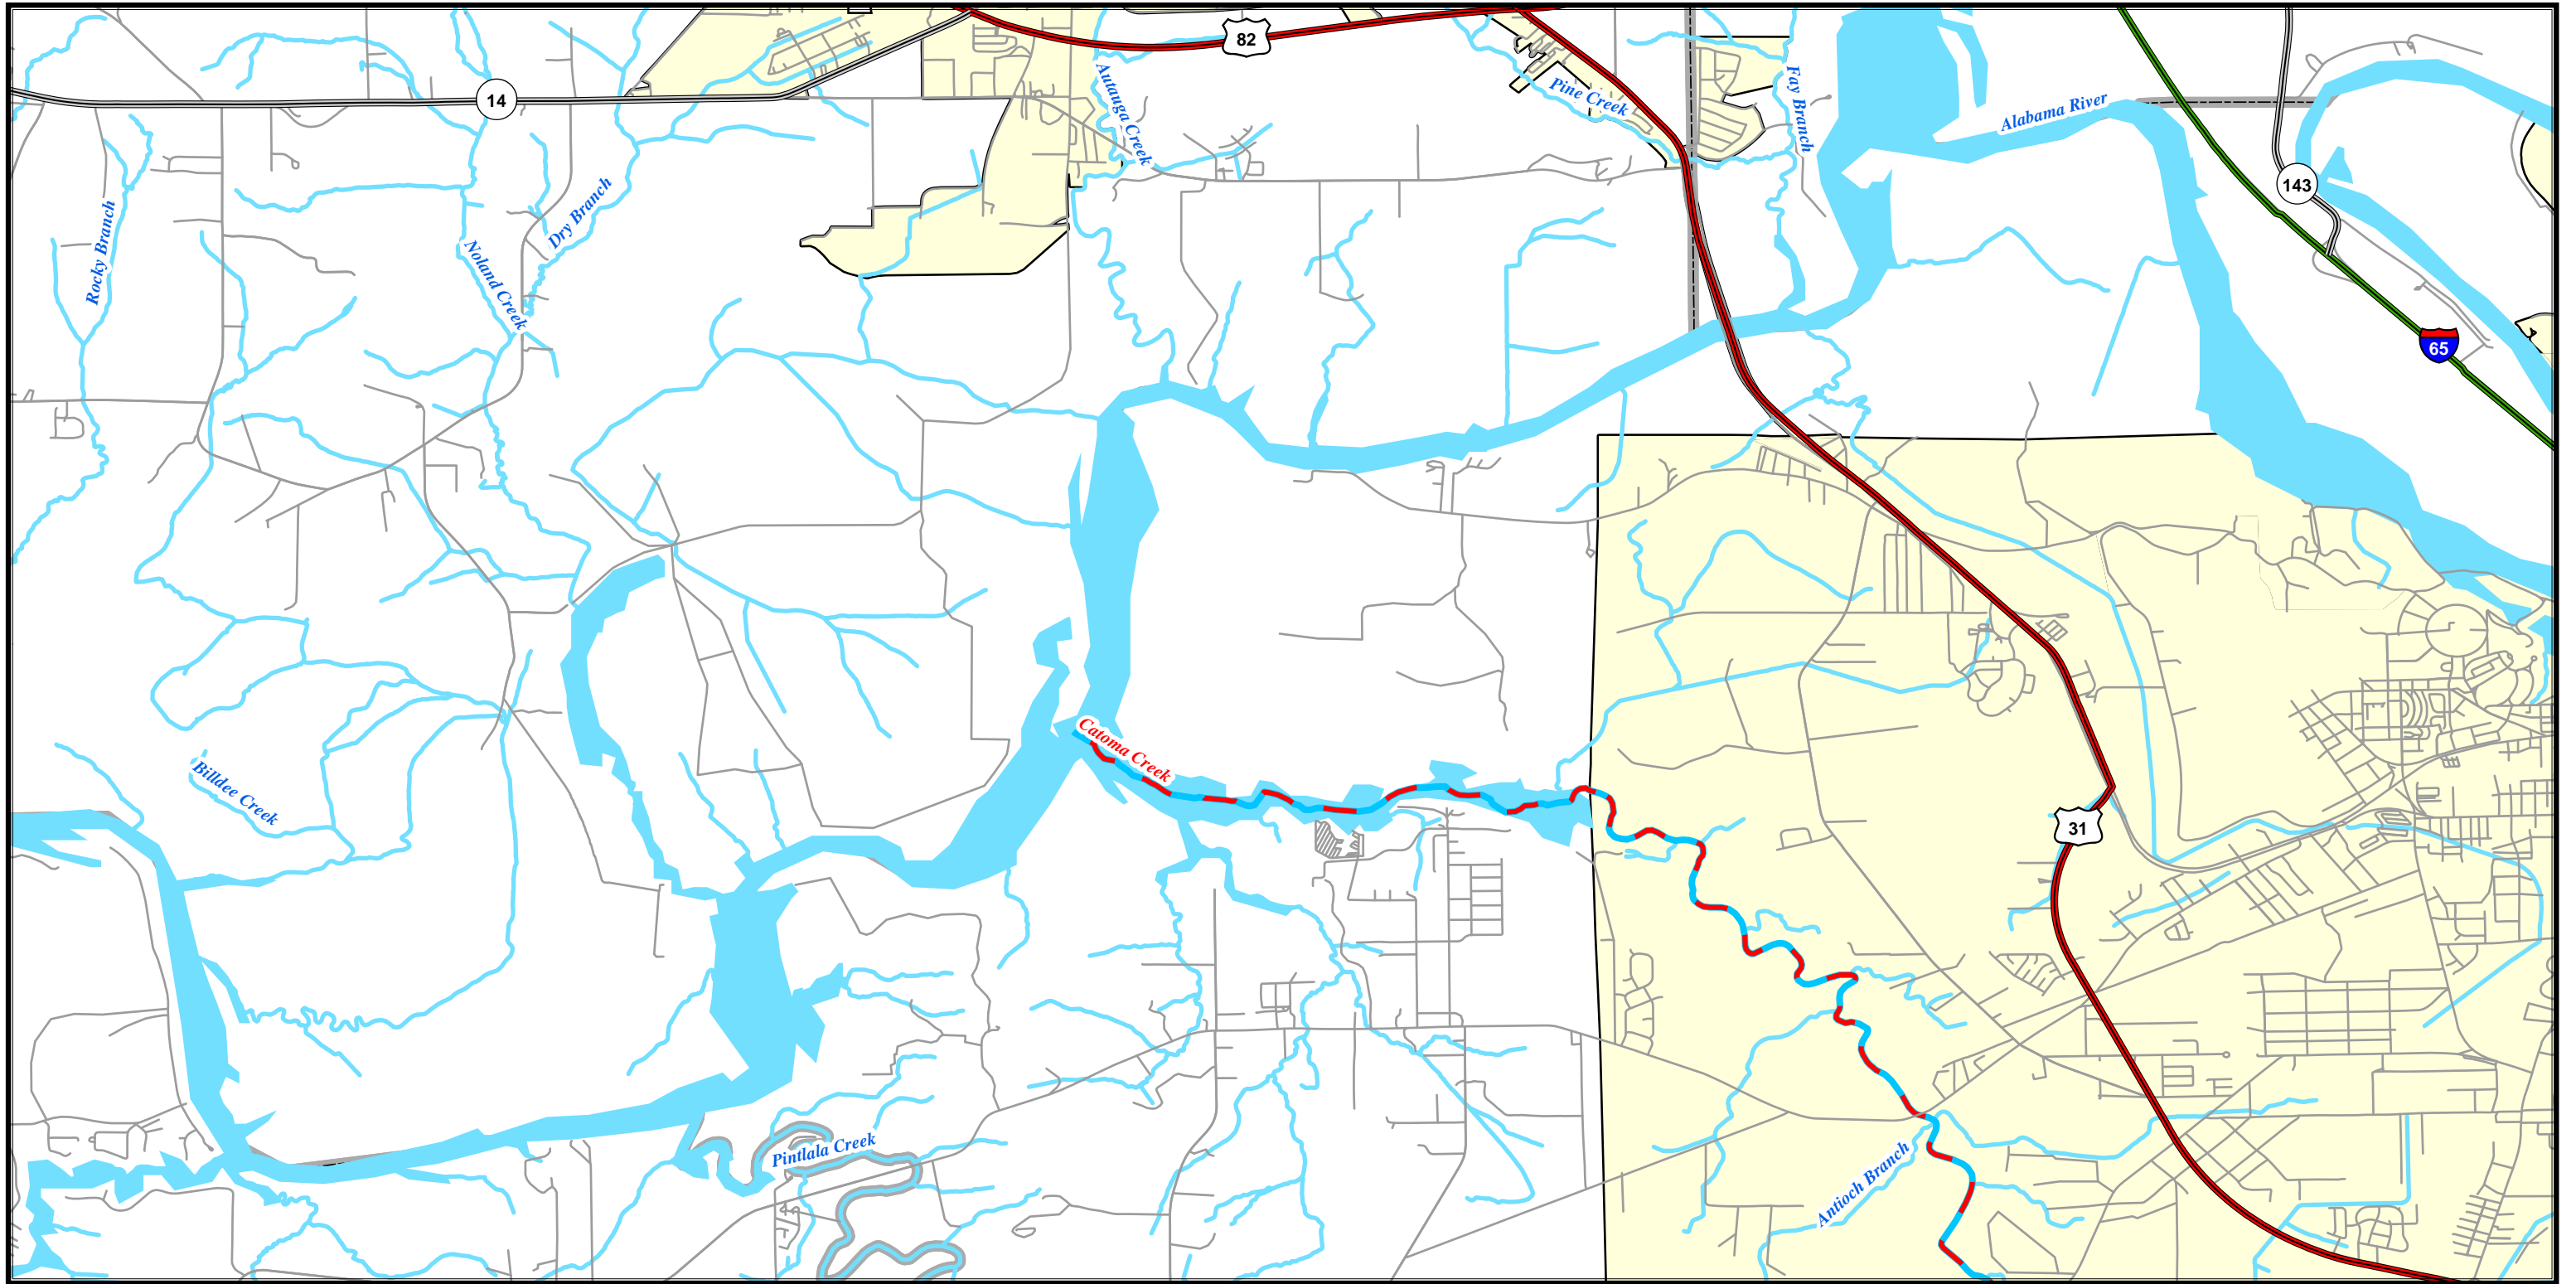 82
14
Autauga Creek
Pine Creek
Fay Branch
Alabama River
143
Rocky Branch
Noland Creek
Dry Branch
65
Catoma Creek
Billdee Creek
31
Pintlala Creek
Antioch Branch